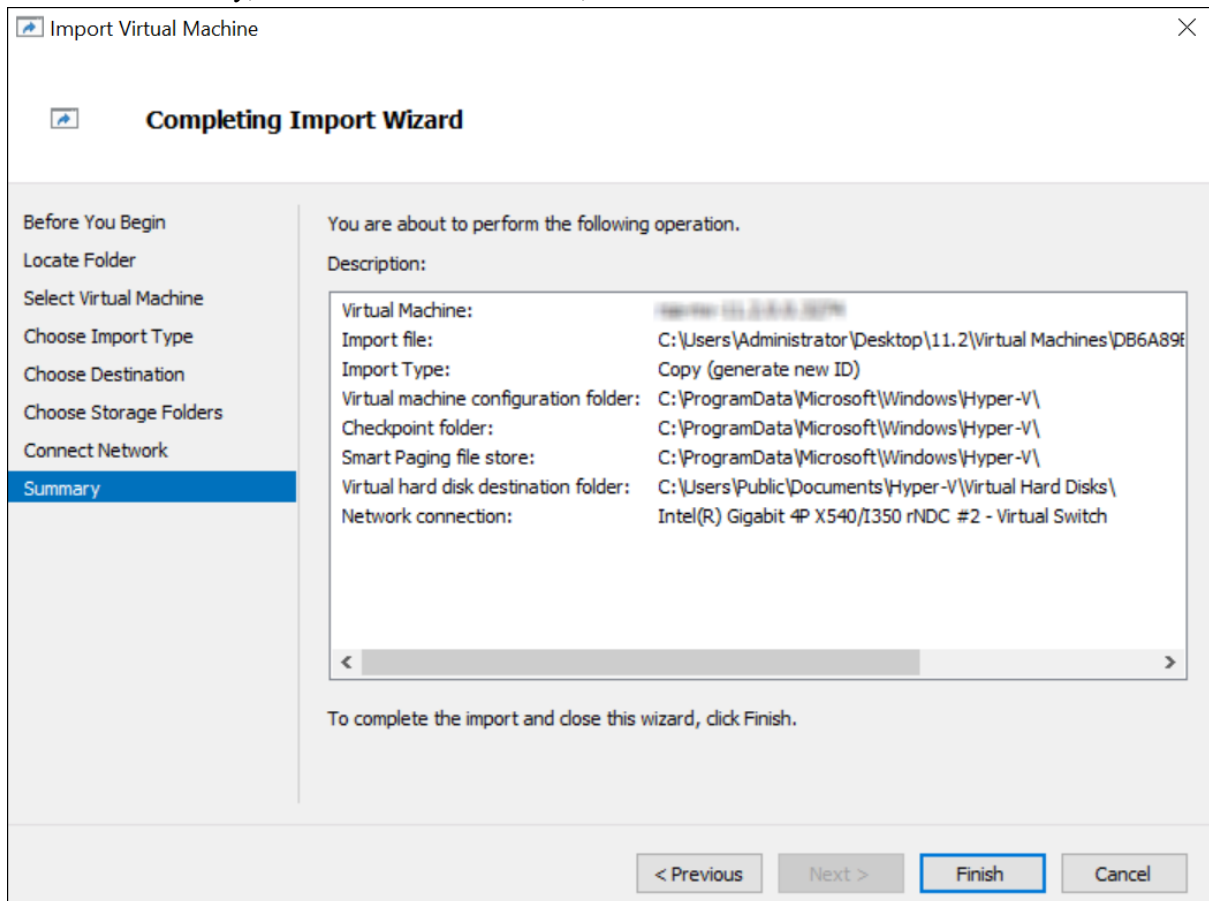 Import Virtual Machine
Completing Import Wizard
Before You Begin
Locate Folder
Select Virtual Machine
Choose Import Type
Choose Destination
Choose Storage Folders
Connect Network
Summary
You are about to perform the following operation.
Description:
Virtual Machine:
Import file: C:\Users\Administrator\Desktop\11.2\Virtual Machines\DB6A89E
Import Type: Copy (generate new ID)
Virtual machine configuration folder: C:\ProgramData\Microsoft\Windows\Hyper-V\
Checkpoint folder: C:\ProgramData\Microsoft\Windows\Hyper-V\
Smart Paging file store: C:\ProgramData\Microsoft\Windows\Hyper-V\
Virtual hard disk destination folder: C:\Users\Public\Documents\Hyper-V\Virtual Hard Disks\
Network connection: Intel(R) Gigabit 4P X540/I350 rNDC #2 - Virtual Switch
To complete the import and close this wizard, click Finish.
< Previous Next > Finish Cancel